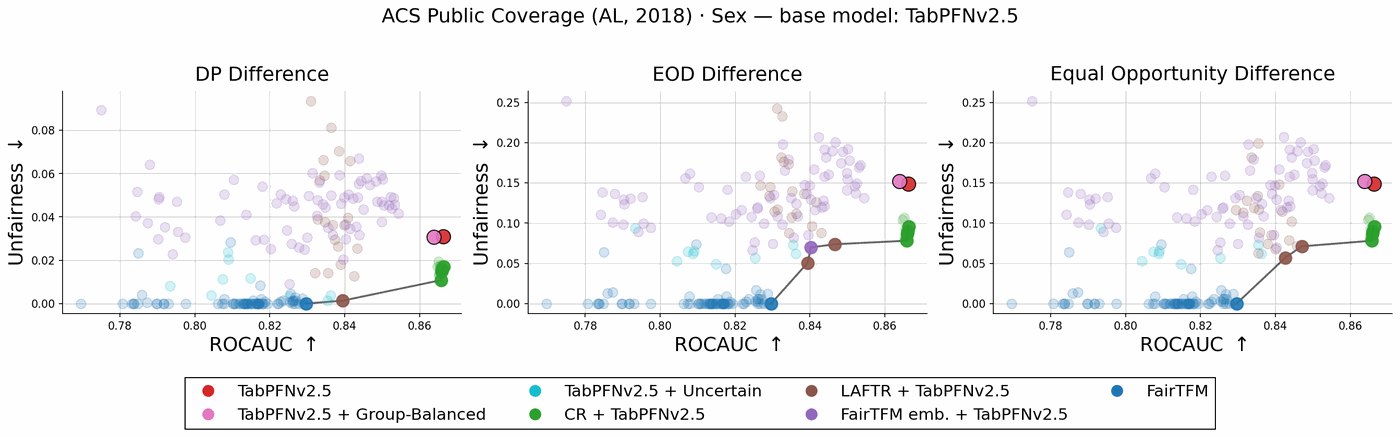 ACS Public Coverage (AL, 2018) · Sex — base model: TabPFNv2.5
DP Difference
EOD Difference
Equal Opportunity Difference
Unfairness ↓
0.08
0.06
0.04
0.02
0.00
0.78 0.80 0.82 0.84 0.86
ROCAUC ↑
Unfairness ↓
0.25
0.20
0.15
0.10
0.05
0.00
0.78 0.80 0.82 0.84 0.86
ROCAUC ↑
Unfairness ↓
0.25
0.20
0.15
0.10
0.05
0.00
0.78 0.80 0.82 0.84 0.86
ROCAUC ↑
TabPFNv2.5
TabPFNv2.5 + Group-Balanced
TabPFNv2.5 + Uncertain
CR + TabPFNv2.5
LAFTR + TabPFNv2.5
FairTFM emb. + TabPFNv2.5
FairTFM